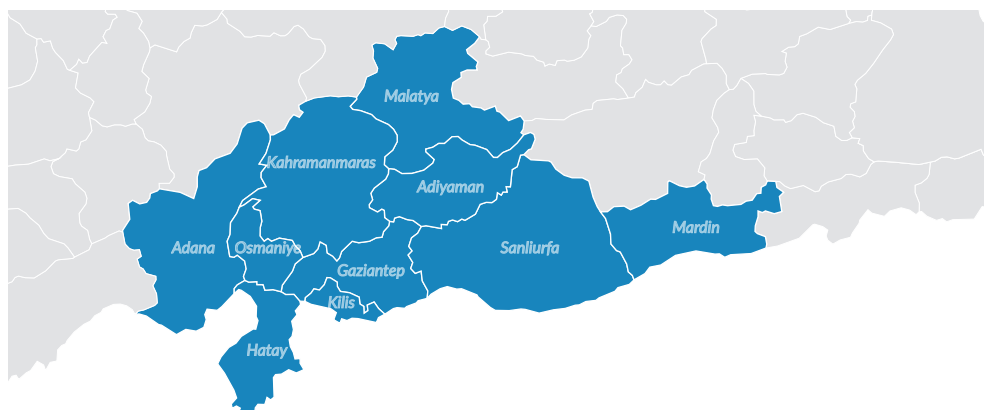 Malatya
Kahramanmaras
Adiyaman
Adana
Osmaniye
Sanliurfa
Mardin
Gaziantep
Kilis
Hatay